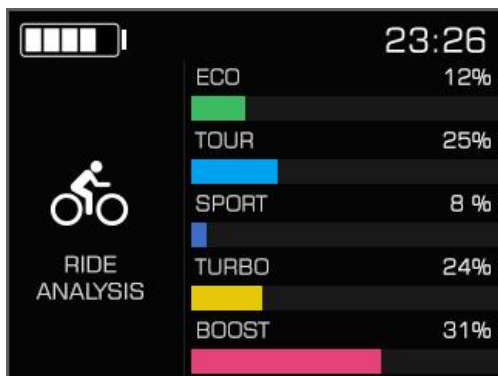 23:26
ECO 12%
TOUR 25%
SPORT 8 %
RIDE
ANALYSIS
TURBO 24%
BOOST 31%